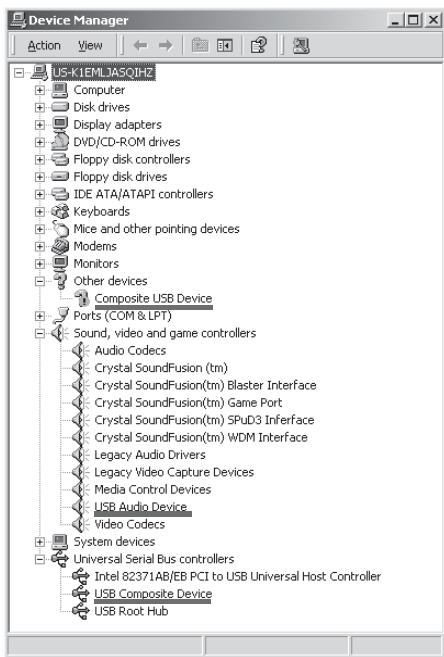 Device Manager
Action View
US-K1EMLJASQIHZ
Computer
Disk drives
Display adapters
DVD/CD-ROM drives
Floppy disk controllers
Floppy disk drives
IDE ATA/ATAPI controllers
Keyboards
Mice and other pointing devices
Modems
Monitors
Other devices
Composite USB Device
Ports (COM & LPT)
Sound, video and game controllers
Audio Codecs
Crystal SoundFusion (tm)
Crystal SoundFusion(tm) Blaster Interface
Crystal SoundFusion(tm) Game Port
Crystal SoundFusion(tm) SPuD3 Inferface
Crystal SoundFusion(tm) WDM Interface
Legacy Audio Drivers
Legacy Video Capture Devices
Media Control Devices
USB Audio Device
Video Codecs
System devices
Universal Serial Bus controllers
Intel 82371AB/EB PCI to USB Universal Host Controller
USB Composite Device
USB Root Hub